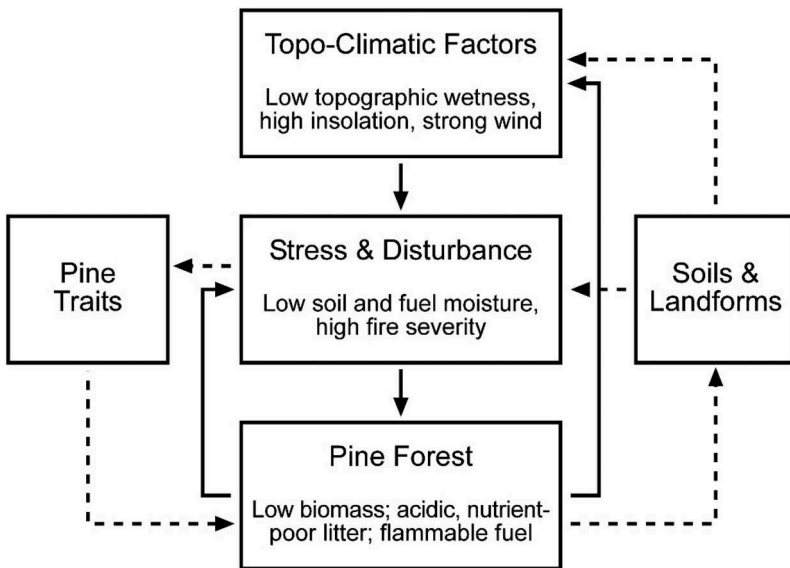 Topo-Climatic Factors
Low topographic wetness,
high insolation, strong wind
Pine
Traits
Stress & Disturbance
Low soil and fuel moisture,
high fire severity
Soils &
Landforms
Pine Forest
Low biomass; acidic, nutrient-
poor litter; flammable fuel